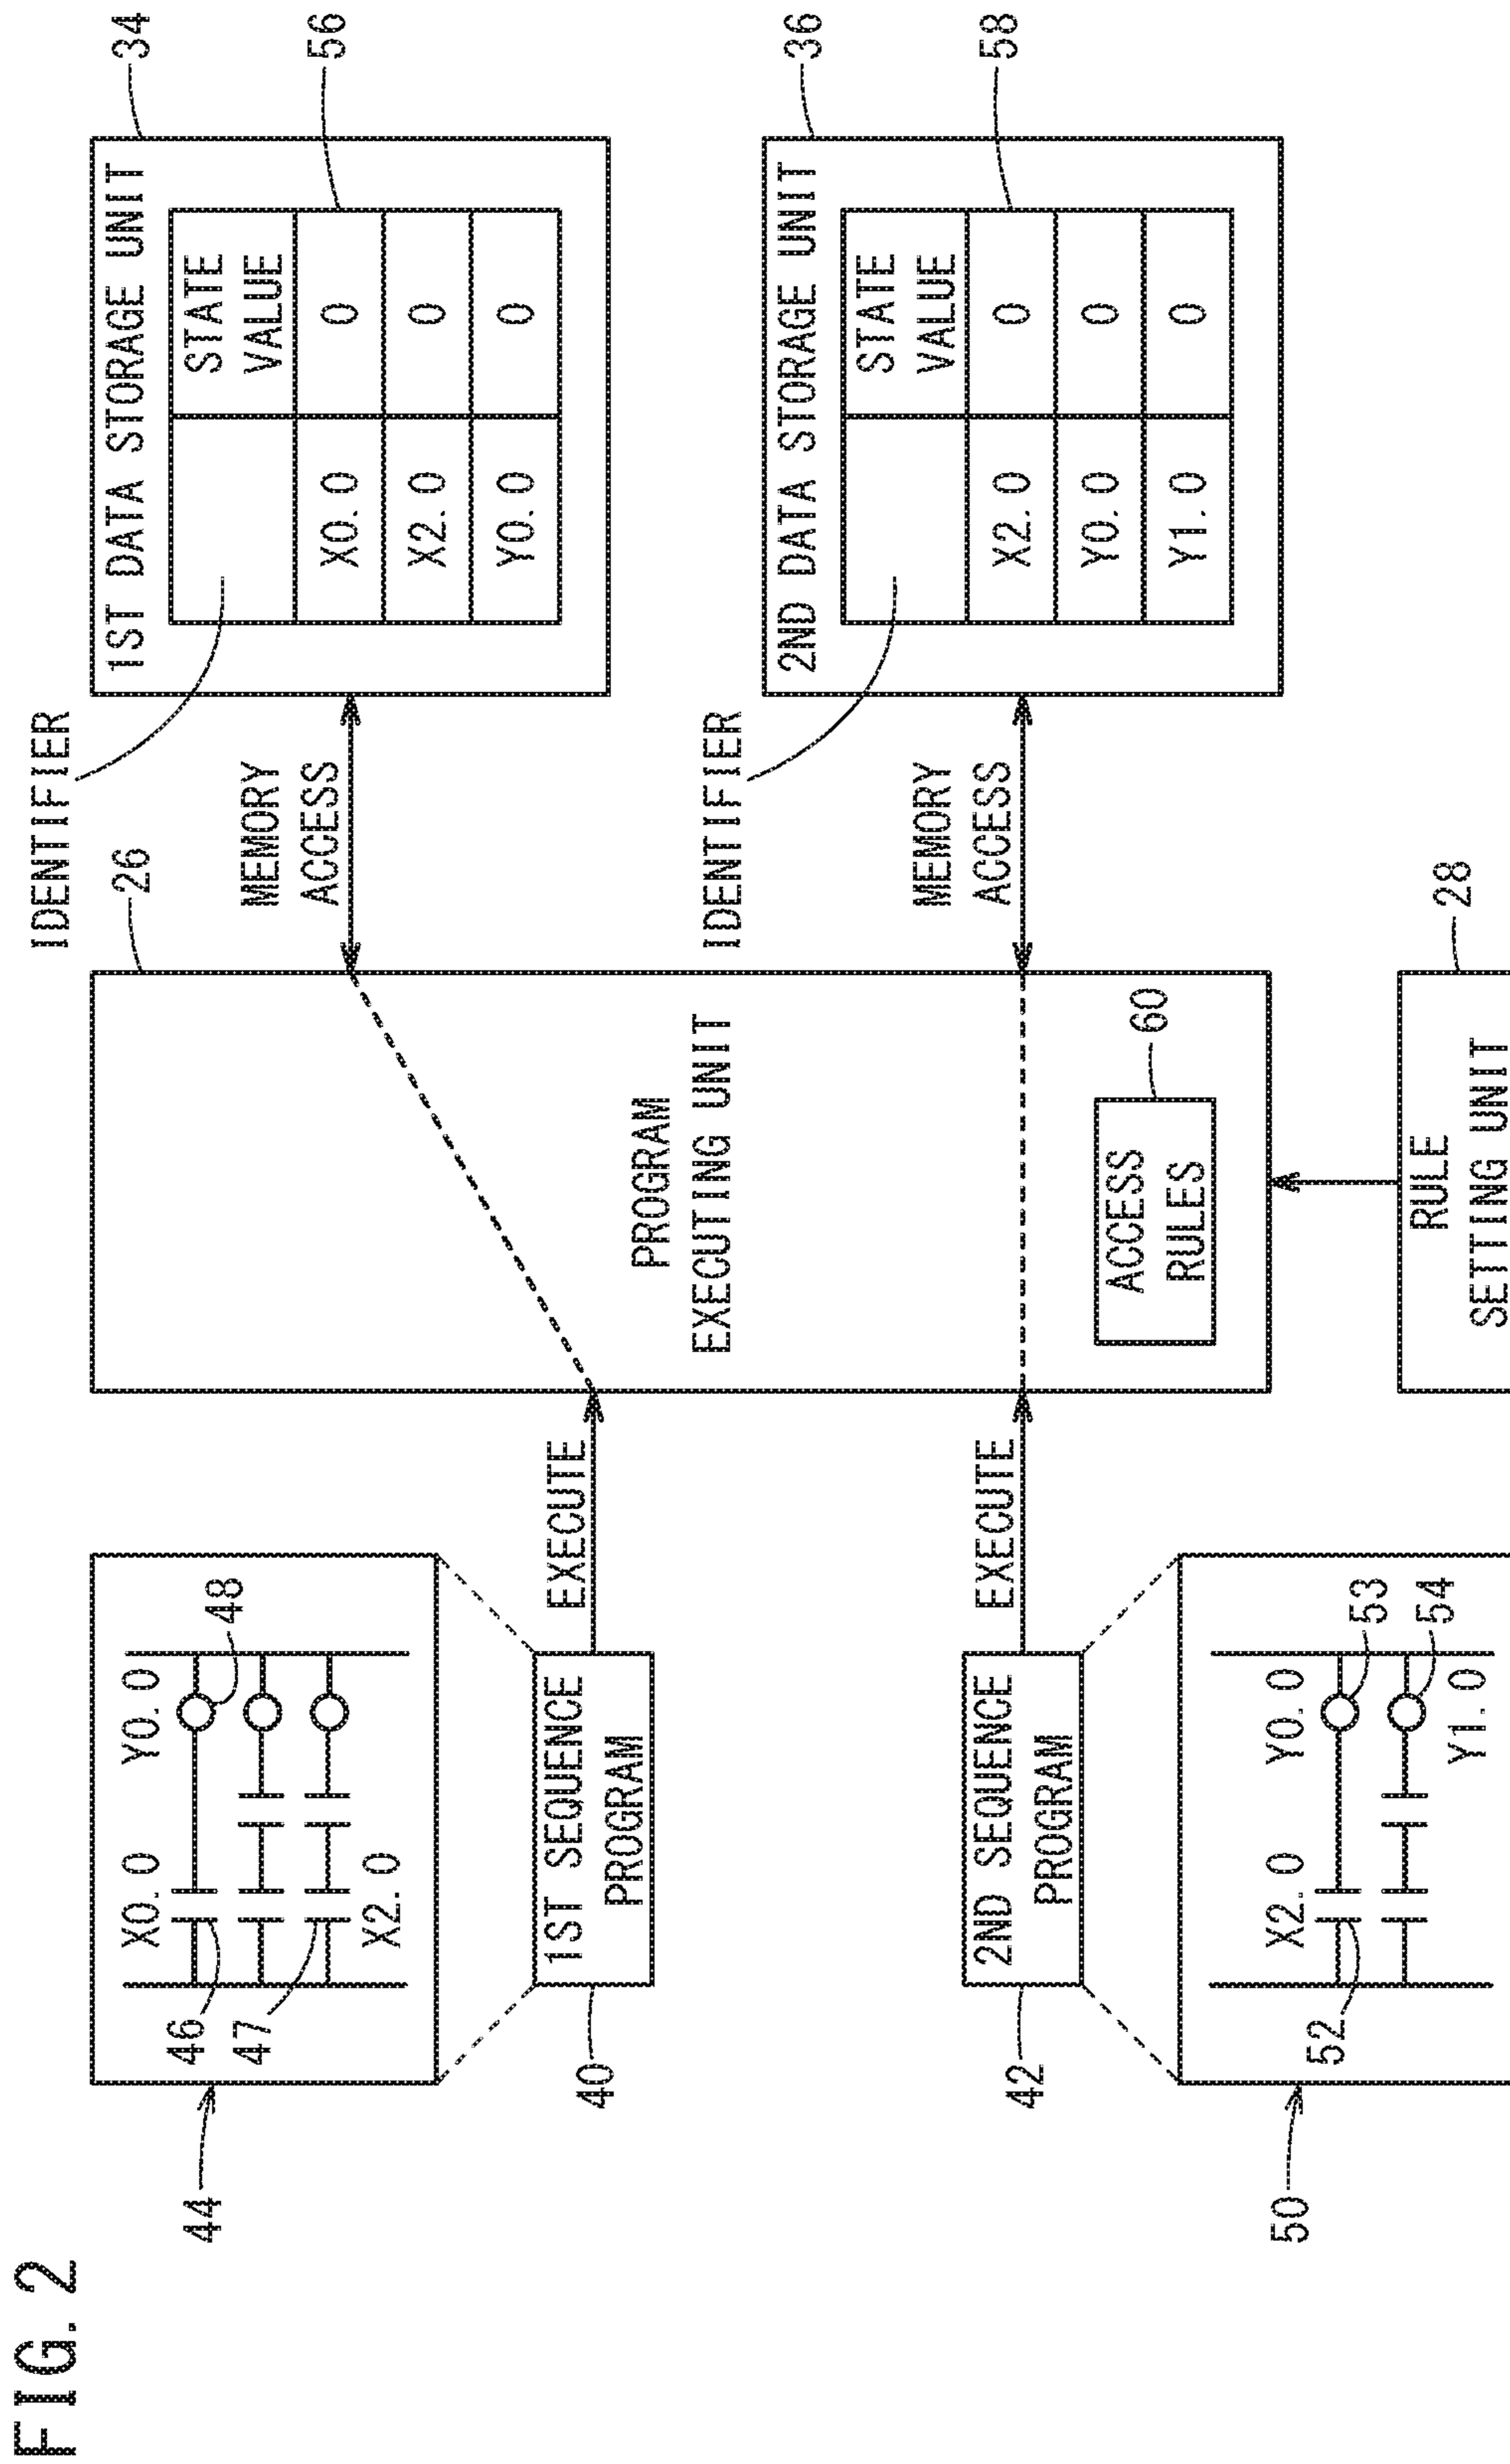 FIG. 2
44
X0. 0
Y0. 0
46
47
48
X2. 0
1ST SEQUENCE
PROGRAM
40
EXECUTE
2ND SEQUENCE
PROGRAM
42
EXECUTE
50
X2. 0
Y0. 0
52
53
54
Y1. 0
26
PROGRAM
EXECUTING UNIT
ACCESS
RULES
60
RULE
SETTING UNIT
28
IDENTIFIER
MEMORY
ACCESS
1ST DATA STORAGE UNIT
34
STATE
VALUE
X0. 0 0
X2. 0 0
Y0. 0 0
56
IDENTIFIER
MEMORY
ACCESS
2ND DATA STORAGE UNIT
36
STATE
VALUE
X2. 0 0
Y0. 0 0
Y1. 0 0
58